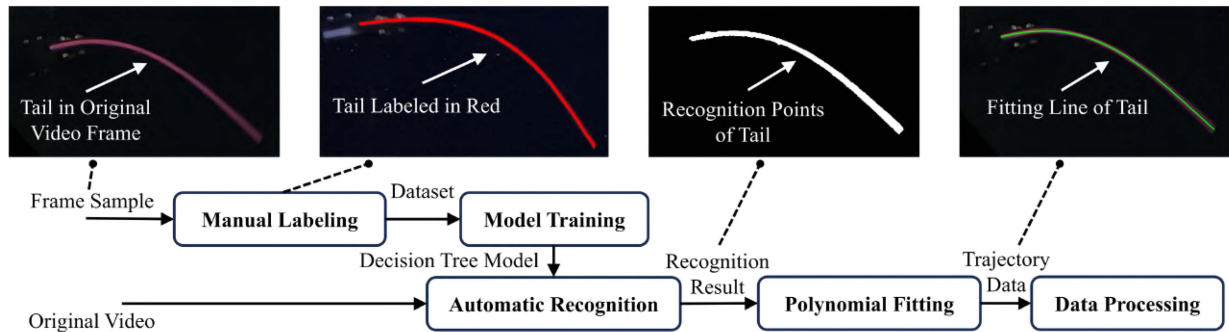 Tail in Original
Video Frame
Tail Labeled in Red
Recognition Points
of Tail
Fitting Line of Tail
Frame Sample
Manual Labeling
Dataset
Model Training
Decision Tree Model
Original Video
Automatic Recognition
Recognition
Result
Polynomial Fitting
Trajectory
Data
Data Processing